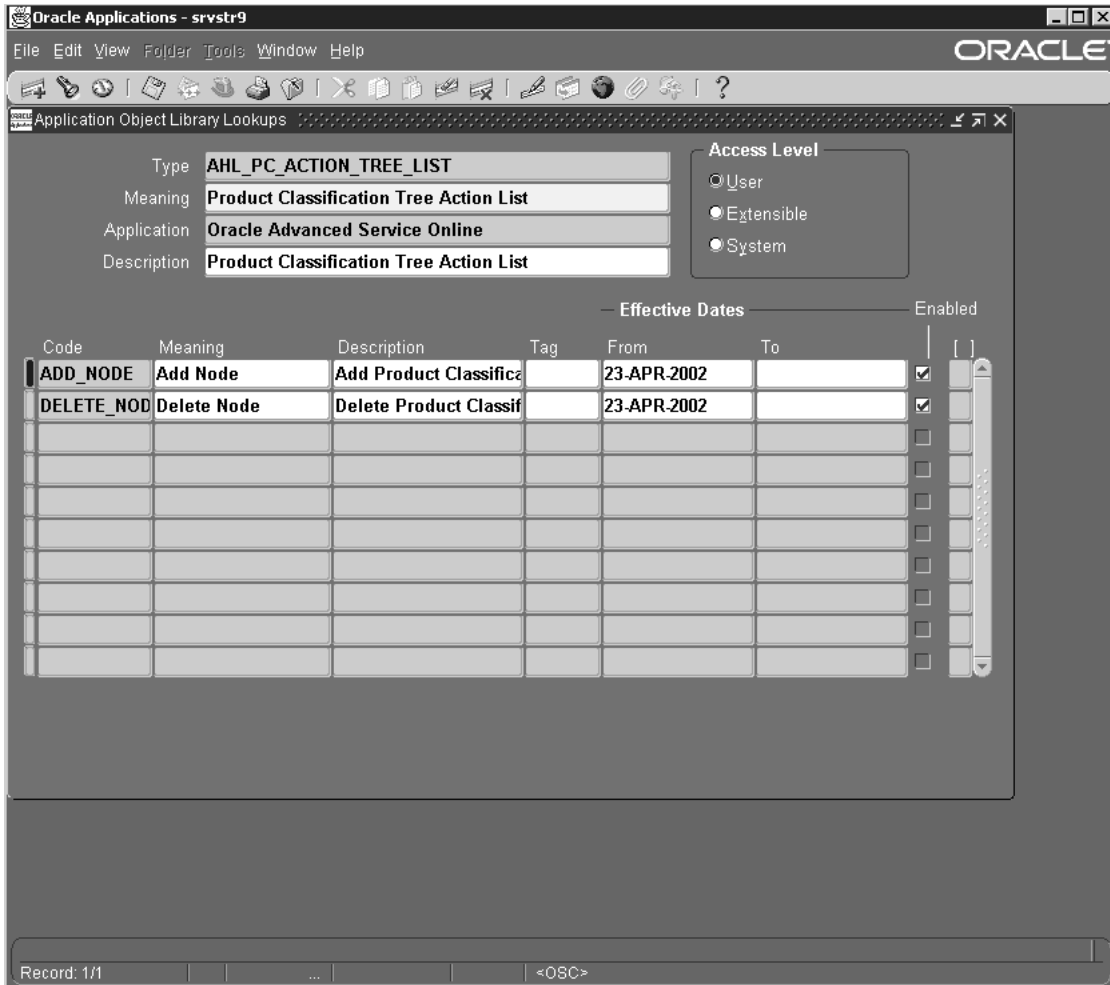 Oracle Applications - srvstr9
File Edit View Folder Tools Window Help
ORACLE
?
Application Object Library Lookups
Type AHL_PC_ACTION_TREE_LIST
Meaning Product Classification Tree Action List
Application Oracle Advanced Service Online
Description Product Classification Tree Action List
Access Level
User
Extensible
System
Effective Dates Enabled
Code Meaning Description Tag From To [ ]
ADD_NODE Add Node Add Product Classifica 23-APR-2002
DELETE_NOD Delete Node Delete Product Classif 23-APR-2002
Record: 1/1 ... <OSC>